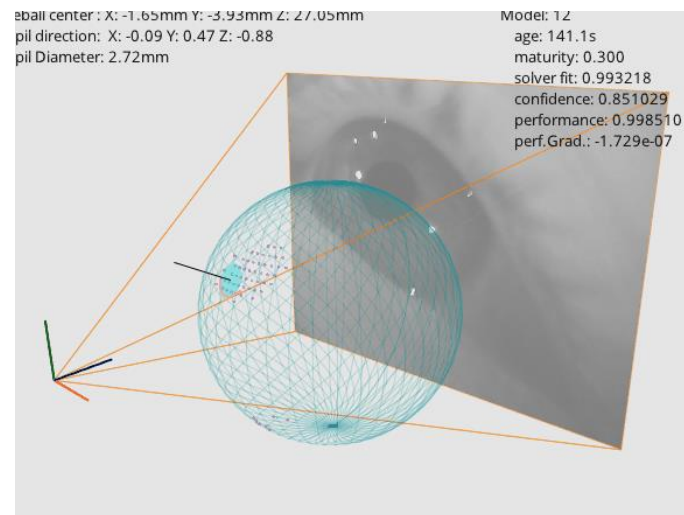 eball center : X: -1.65mm Y: -3.93mm Z: 27.05mm
pil direction: X: -0.09 Y: 0.47 Z: -0.88
pil Diameter: 2.72mm
Model: 12
age: 141.1s
maturity: 0.300
solver fit: 0.993218
confidence: 0.851029
performance: 0.998510
perf.Grad.: -1.729e-07